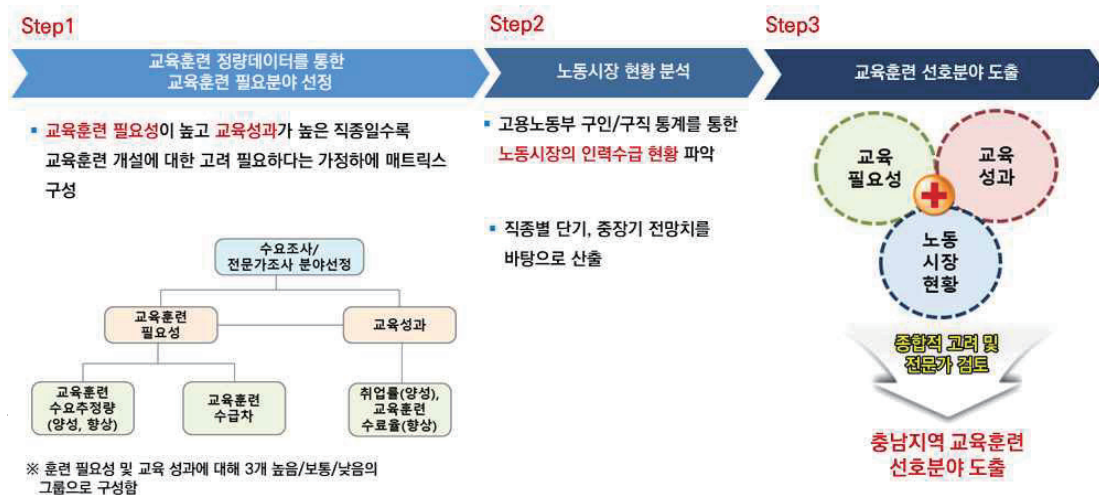 Step1
교육훈련 정량데이터를 통한
교육훈련 필요분야 선정
▪ 교육훈련 필요성이 높고 교육성과가 높은 직종일수록
교육훈련 개설에 대한 고려 필요하다는 가정하에 매트릭스
구성
수요조사/
전문가조사 분야선정
교육훈련
필요성
교육성과
교육훈련
수요추정량
(양성, 향상)
교육훈련
수급차
취업률(양성),
교육훈련
수료율(향상)
※ 훈련 필요성 및 교육 성과에 대해 3개 높음/보통/낮음의
그룹으로 구성함
Step2
노동시장 현황 분석
▪ 고용노동부 구인/구직 통계를 통한
노동시장의 인력수급 현황 파악
▪ 직종별 단기, 중장기 전망치를
바탕으로 산출
Step3
교육훈련 선호분야 도출
교육
필요성
교육
성과
노동
시장
현황
종합적 고려 및
전문가 검토
충남지역 교육훈련
선호분야 도출